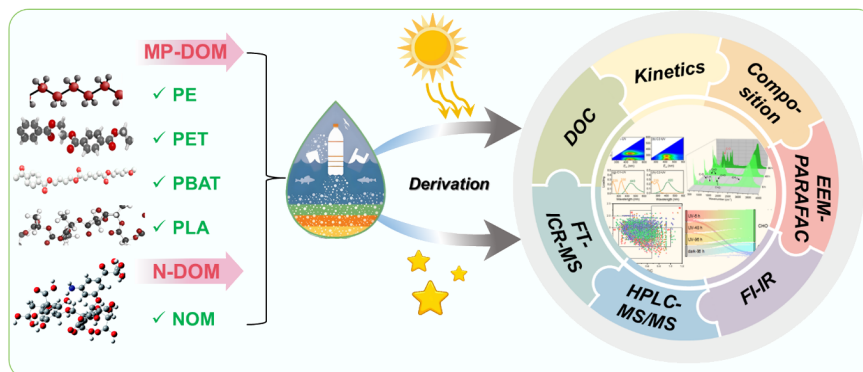 MP-DOM
✓ PE
✓ PET
✓ PBAT
✓ PLA
N-DOM
✓ NOM
Derivation
Kinetics
Compo-
sition
EEM-
PARAFAC
FI-IR
HPLC-
MS/MS
FT-
ICR-MS
DOC
CHO